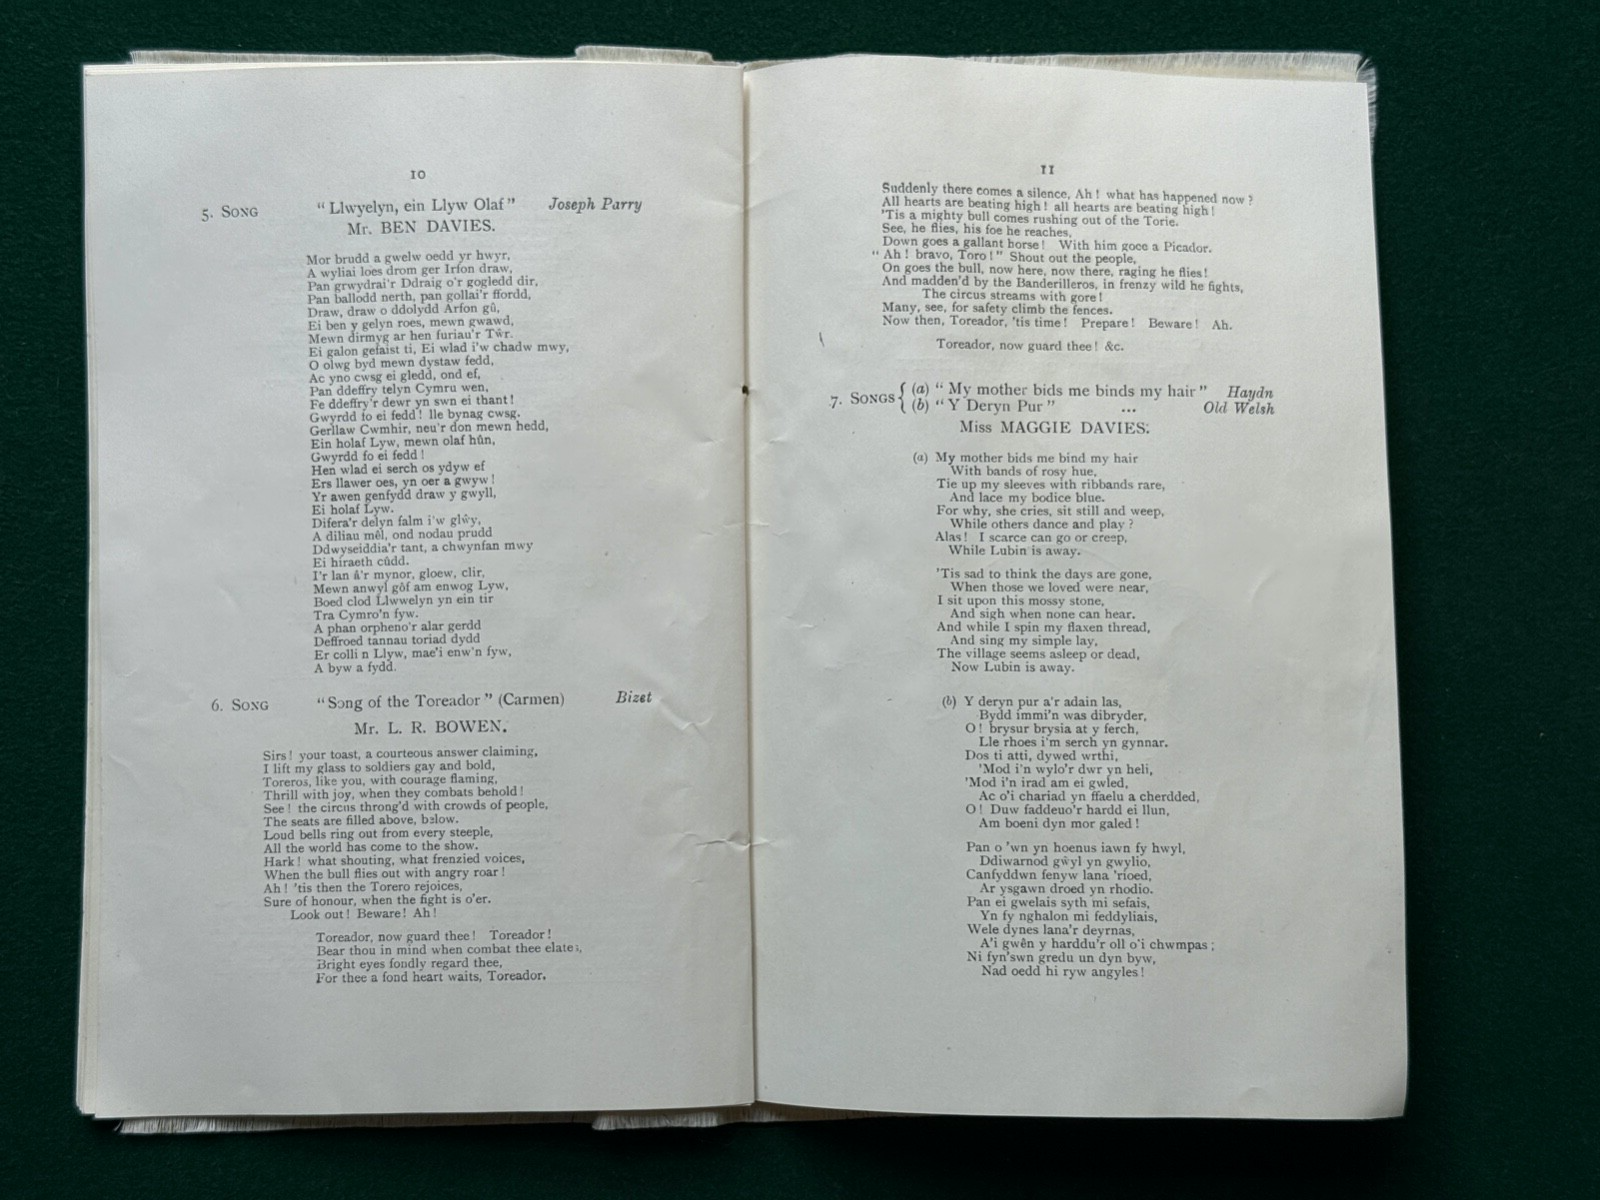 10
5. Song "Llwyelyn, ein Llyw Olaf" Joseph Parry
Mr. BEN DAVIES.
Mor brudd a gwelw oedd yr hwyr,
A wyliai loes drom ger Irfon draw,
Pan grwydrai'r Ddraig o'r gogledd dir,
Pan ballodd nerth, pan gollai'r ffordd,
Draw, draw o ddolydd Arfon gû,
Ei ben y gelyn roes, mewn gwawd,
Mewn dirmyg ar hen furiau'r Tŵr.
Ei galon gefaist ti, Ei wlad i'w chadw mwy,
O olwg byd mewn dystaw fedd,
Ac yno cwsg ei gledd, ond ef,
Pan ddeffry telyn Cymru wen,
Fe ddeffry'r dewr yn swn ei thant!
Gwyrdd fo ei fedd! lle bynag cwsg.
Gerllaw Cwmhir, neu'r don mewn hedd,
Ein holaf Lyw, mewn olaf hûn,
Gwyrdd fo ei fedd!
Hen wlad ei serch os ydyw ef
Ers llawer oes, yn oer a gwyw!
Yr awen genfydd draw y gwyll,
Ei holaf Lyw.
Difera'r delyn falm i'w glŵy,
A diliau mêl, ond nodau prudd
Ddwyseiddia'r tant, a chwynfan mwy
Ei hiraeth cûdd.
I'r lan â'r mynor, gloew, clir,
Mewn anwyl gôf am enwog Lyw,
Boed clod Llwwelyn yn ein tir
Tra Cymro'n fyw.
A phan orpheno'r alar gerdd
Deffroed tannau toriad dydd
Er colli n Llyw, mae'i enw'n fyw,
A byw a fydd.
6. Song "Song of the Toreador" (Carmen) Bizet
Mr. L. R. BOWEN.
Sirs! your toast, a courteous answer claiming,
I lift my glass to soldiers gay and bold,
Toreros, like you, with courage flaming,
Thrill with joy, when they combats behold!
See! the circus throng'd with crowds of people,
The seats are filled above, below.
Loud bells ring out from every steeple,
All the world has come to the show.
Hark! what shouting, what frenzied voices,
When the bull flies out with angry roar!
Ah! 'tis then the Torero rejoices,
Sure of honour, when the fight is o'er.
Look out! Beware! Ah!
Toreador, now guard thee! Toreador!
Bear thou in mind when combat thee elates,
Bright eyes fondly regard thee,
For thee a fond heart waits, Toreador.
11
Suddenly there comes a silence, Ah! what has happened now?
All hearts are beating high! all hearts are beating high!
'Tis a mighty bull comes rushing out of the Torie.
See, he flies, his foe he reaches,
Down goes a gallant horse! With him goce a Picador.
"Ah! bravo, Toro!" Shout out the people,
On goes the bull, now here, now there, raging he flies!
And madden'd by the Banderilleros, in frenzy wild he fights,
The circus streams with gore!
Many, see, for safety climb the fences.
Now then, Toreador, 'tis time! Prepare! Beware! Ah.
Toreador, now guard thee! &c.
7. Songs { (a) "My mother bids me binds my hair" Haydn
(b) "Y Deryn Pur" ... Old Welsh
Miss MAGGIE DAVIES.
(a) My mother bids me bind my hair
With bands of rosy hue,
Tie up my sleeves with ribbands rare,
And lace my bodice blue.
For why, she cries, sit still and weep,
While others dance and play?
Alas! I scarce can go or creep,
While Lubin is away.
'Tis sad to think the days are gone,
When those we loved were near,
I sit upon this mossy stone,
And sigh when none can hear.
And while I spin my flaxen thread,
And sing my simple lay,
The village seems asleep or dead,
Now Lubin is away.
(b) Y deryn pur a'r adain las,
Bydd immi'n was dibryder,
O! brysur brysia at y ferch,
Lle rhoes i'm serch yn gynnar.
Dos ti atti, dywed wrthi,
'Mod i'n wylo'r dwr yn heli,
'Mod i'n irad am ei gwled,
Ac o'i chariad yn ffaelu a cherdded,
O! Duw faddeuo'r hardd ei llun,
Am boeni dyn mor galed!
Pan o 'wn yn hoenus iawn fy hwyl,
Ddiwarnod gŵyl yn gwylio,
Canfyddwn fenyw lana 'rioed,
Ar ysgawn droed yn rhodio.
Pan ei gwelais syth mi sefais,
Yn fy nghalon mi feddyliais,
Wele dynes lana'r deyrnas,
A'i gwên y harddu'r oll o'i chwmpas;
Ni fyn'swn gredu un dyn byw,
Nad oedd hi ryw angyles!